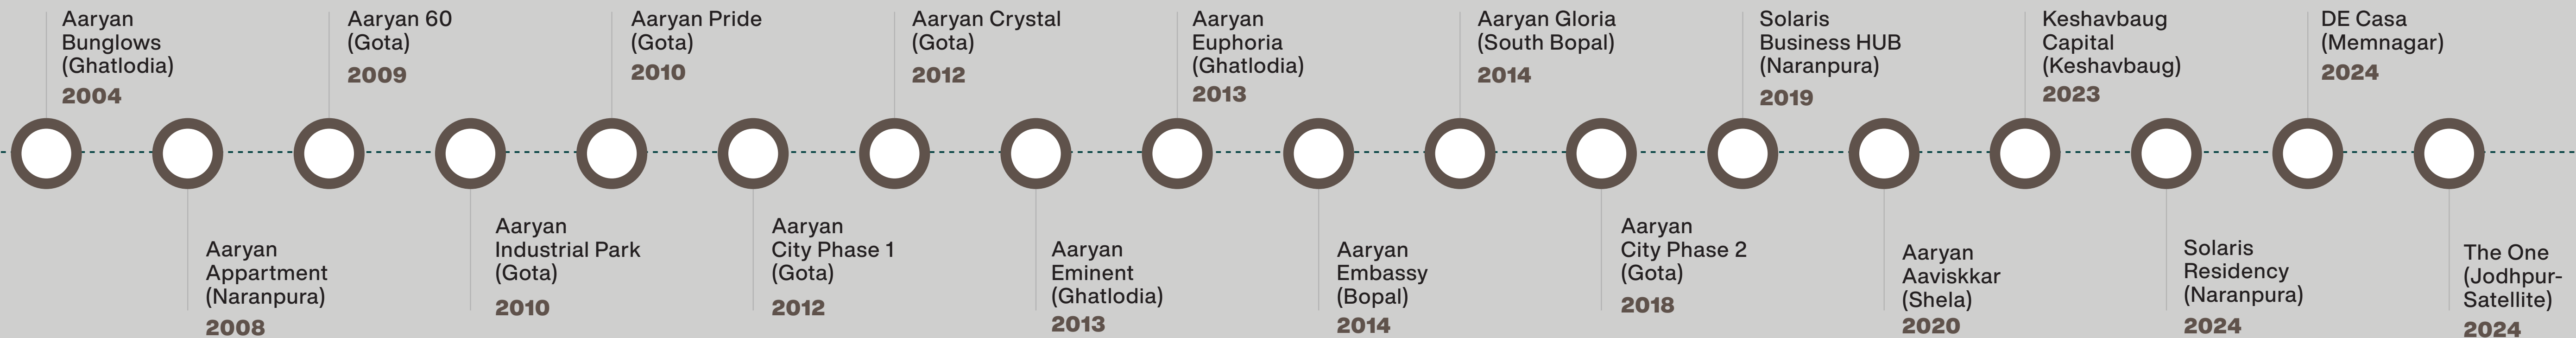 Aaryan
Bunglows
(Ghatlodia)
2004
Aaryan
Appartment
(Naranpura)
2008
Aaryan 60
(Gota)
2009
Aaryan
Industrial Park
(Gota)
2010
Aaryan Pride
(Gota)
2010
Aaryan
City Phase 1
(Gota)
2012
Aaryan Crystal
(Gota)
2012
Aaryan
Eminent
(Ghatlodia)
2013
Aaryan
Euphoria
(Ghatlodia)
2013
Aaryan
Embassy
(Bopal)
2014
Aaryan Gloria
(South Bopal)
2014
Aaryan
City Phase 2
(Gota)
2018
Solaris
Business HUB
(Naranpura)
2019
Aaryan
Aaviskkar
(Shela)
2020
Keshavbaug
Capital
(Keshavbaug)
2023
Solaris
Residency
(Naranpura)
2024
DE Casa
(Memnagar)
2024
The One
(Jodhpur-
Satellite)
2024